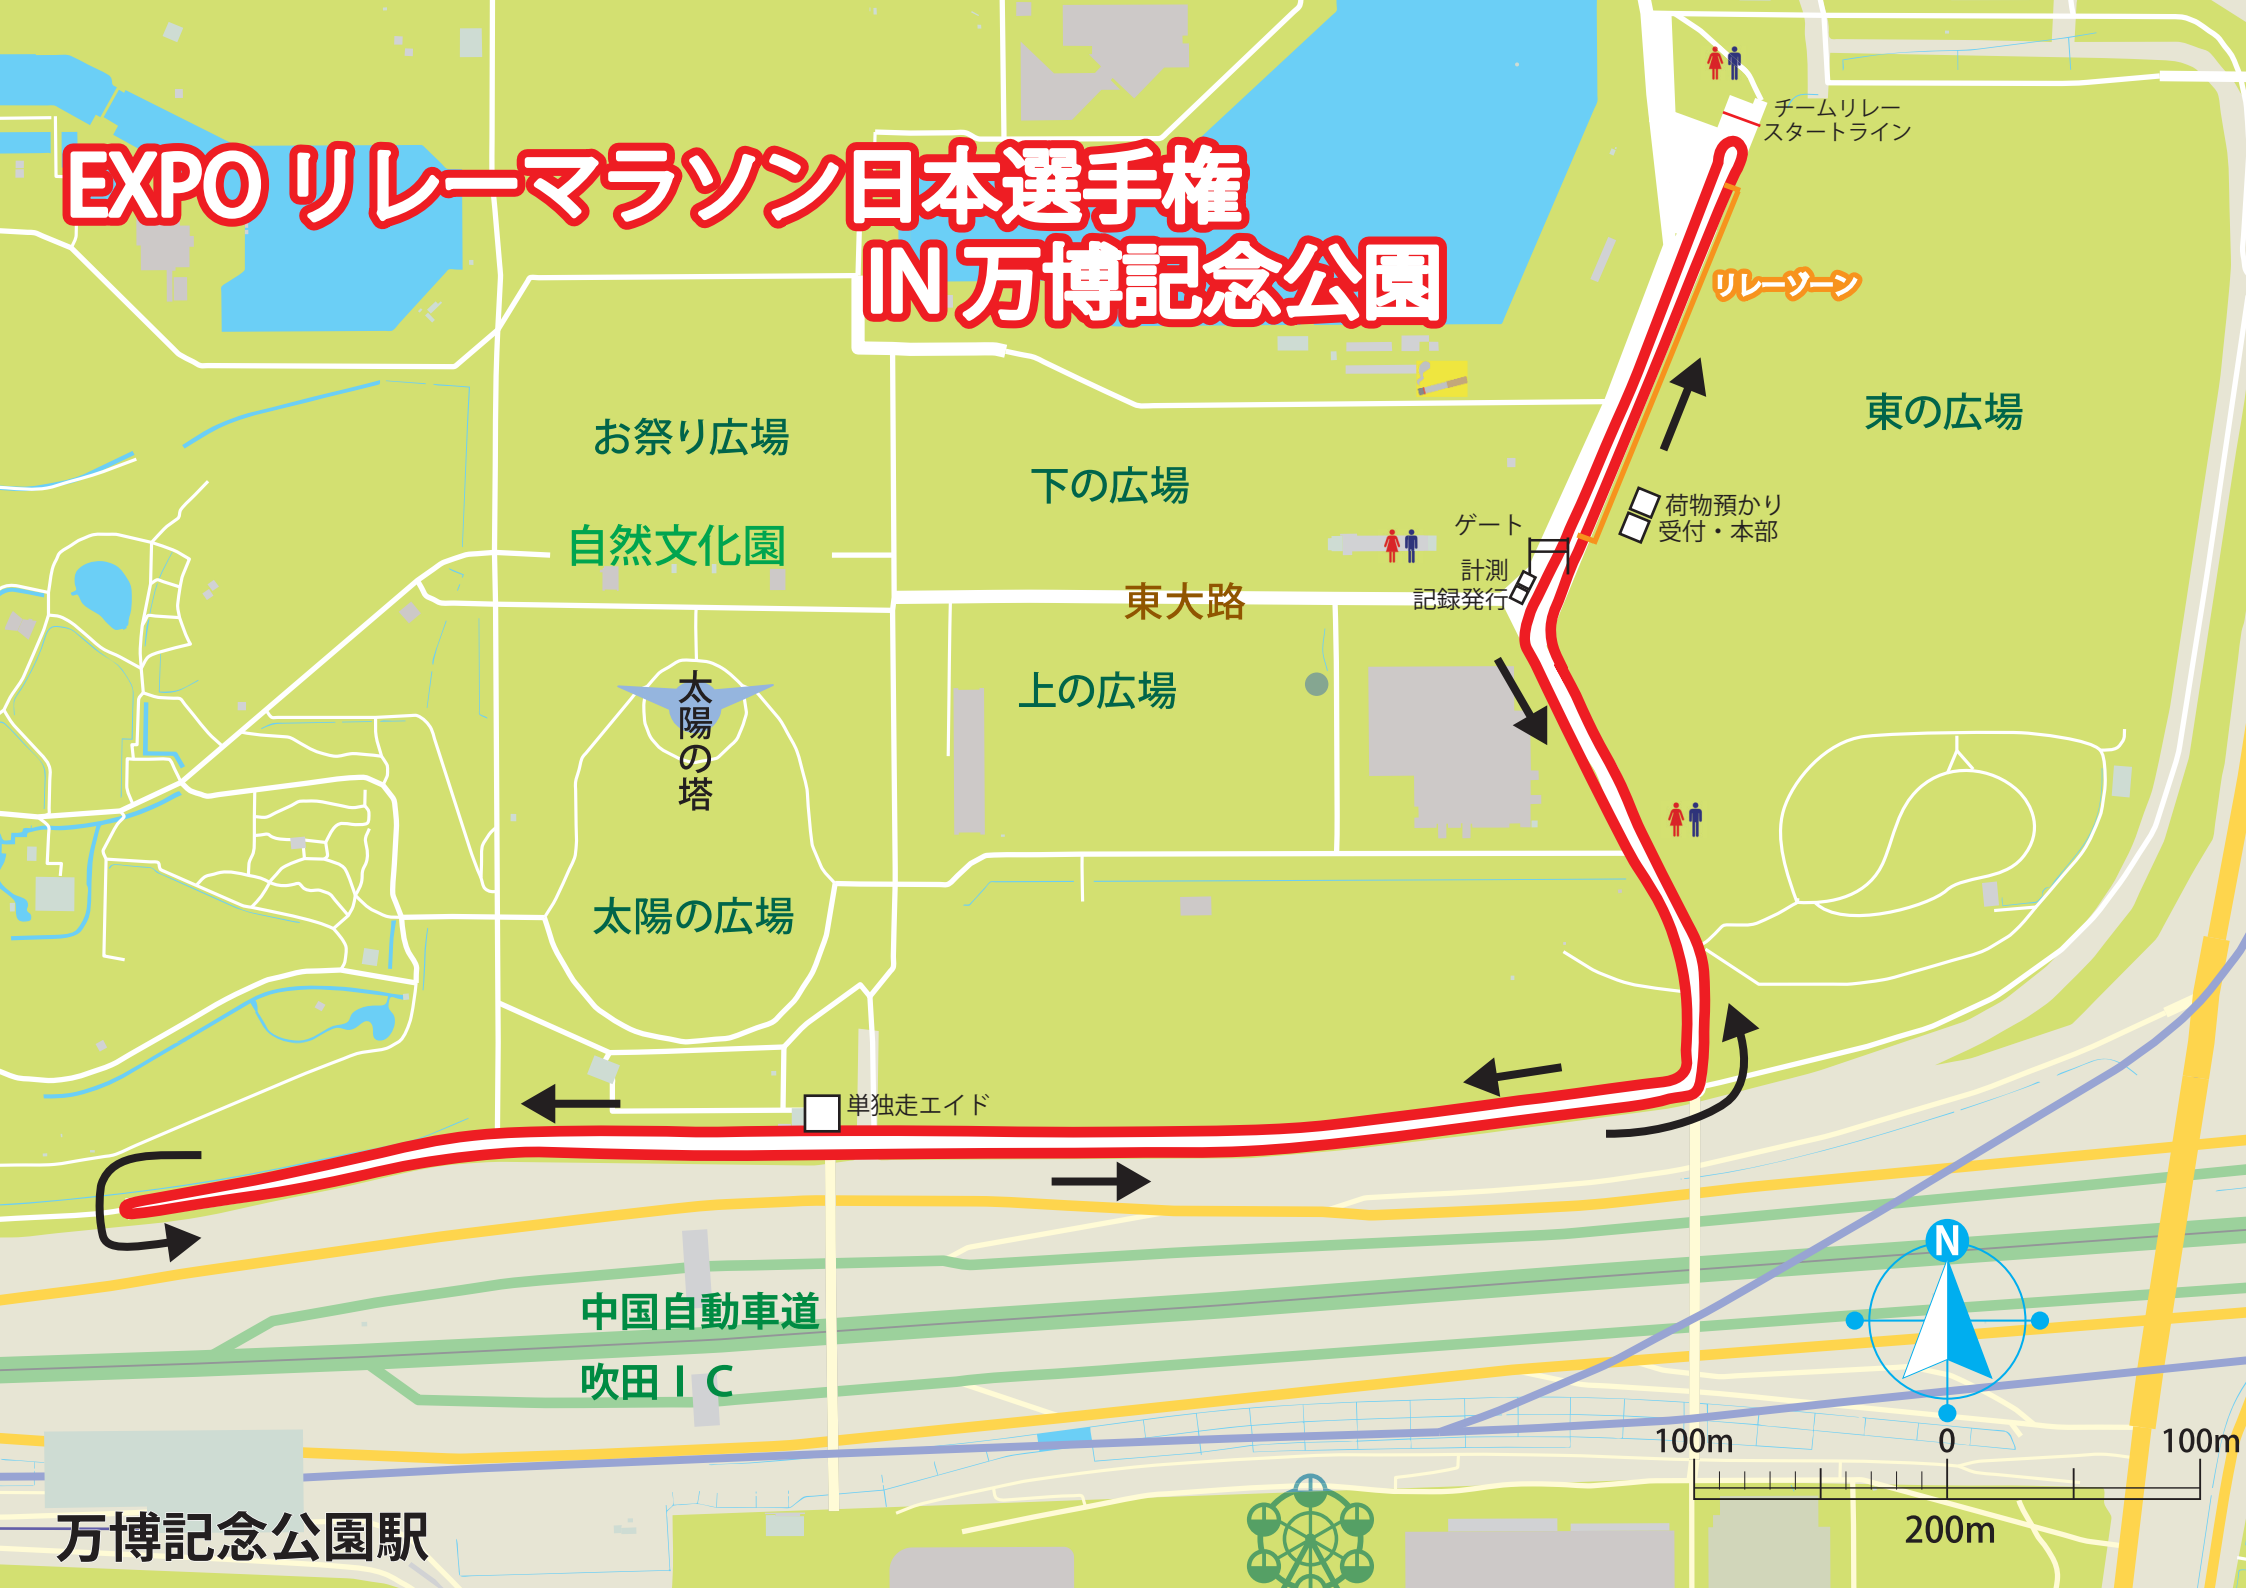 EXPO リレーマラソン日本選手権
IN 万博記念公園
チームリレー
スタートライン
リレーゾーン
東の広場
お祭り広場
下の広場
荷物預かり
受付・本部
ゲート
自然文化園
計測
記録発行
東大路
上の広場
太陽の塔
太陽の広場
単独走エイド
N
中国自動車道
吹田ＩＣ
100m
0
100m
200m
万博記念公園駅